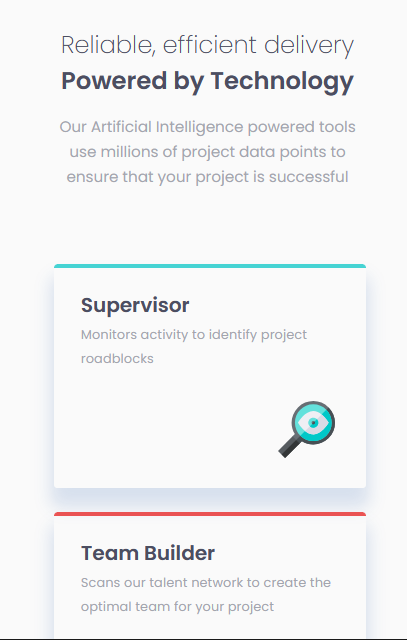 Reliable, efficient delivery
Powered by Technology
Our Artificial Intelligence powered tools
use millions of project data points to
ensure that your project is successful
Supervisor
Monitors activity to identify project
roadblocks
Team Builder
Scans our talent network to create the
optimal team for your project